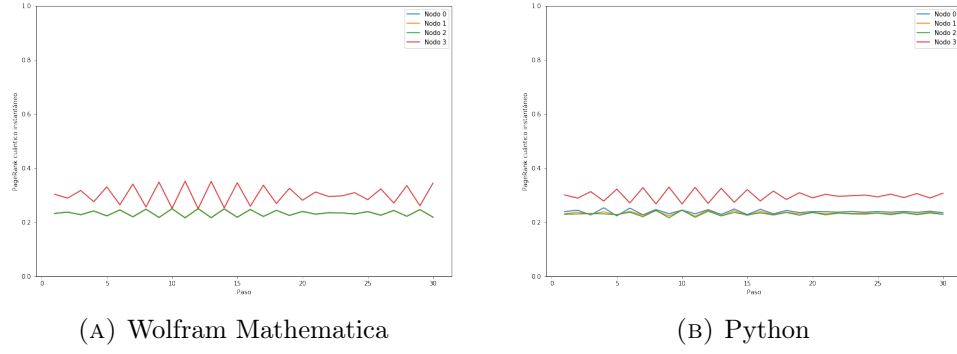 1.0
0.8
0.6
0.4
0.2
0.0
PageRank cuántico instantáneo
0 5 10 15 20 25 30
Paso
Nodo 0
Nodo 1
Nodo 2
Nodo 3
(A) Wolfram Mathematica
1.0
0.8
0.6
0.4
0.2
0.0
PageRank cuántico instantáneo
0 5 10 15 20 25 30
Paso
Nodo 0
Nodo 1
Nodo 2
Nodo 3
(B) Python